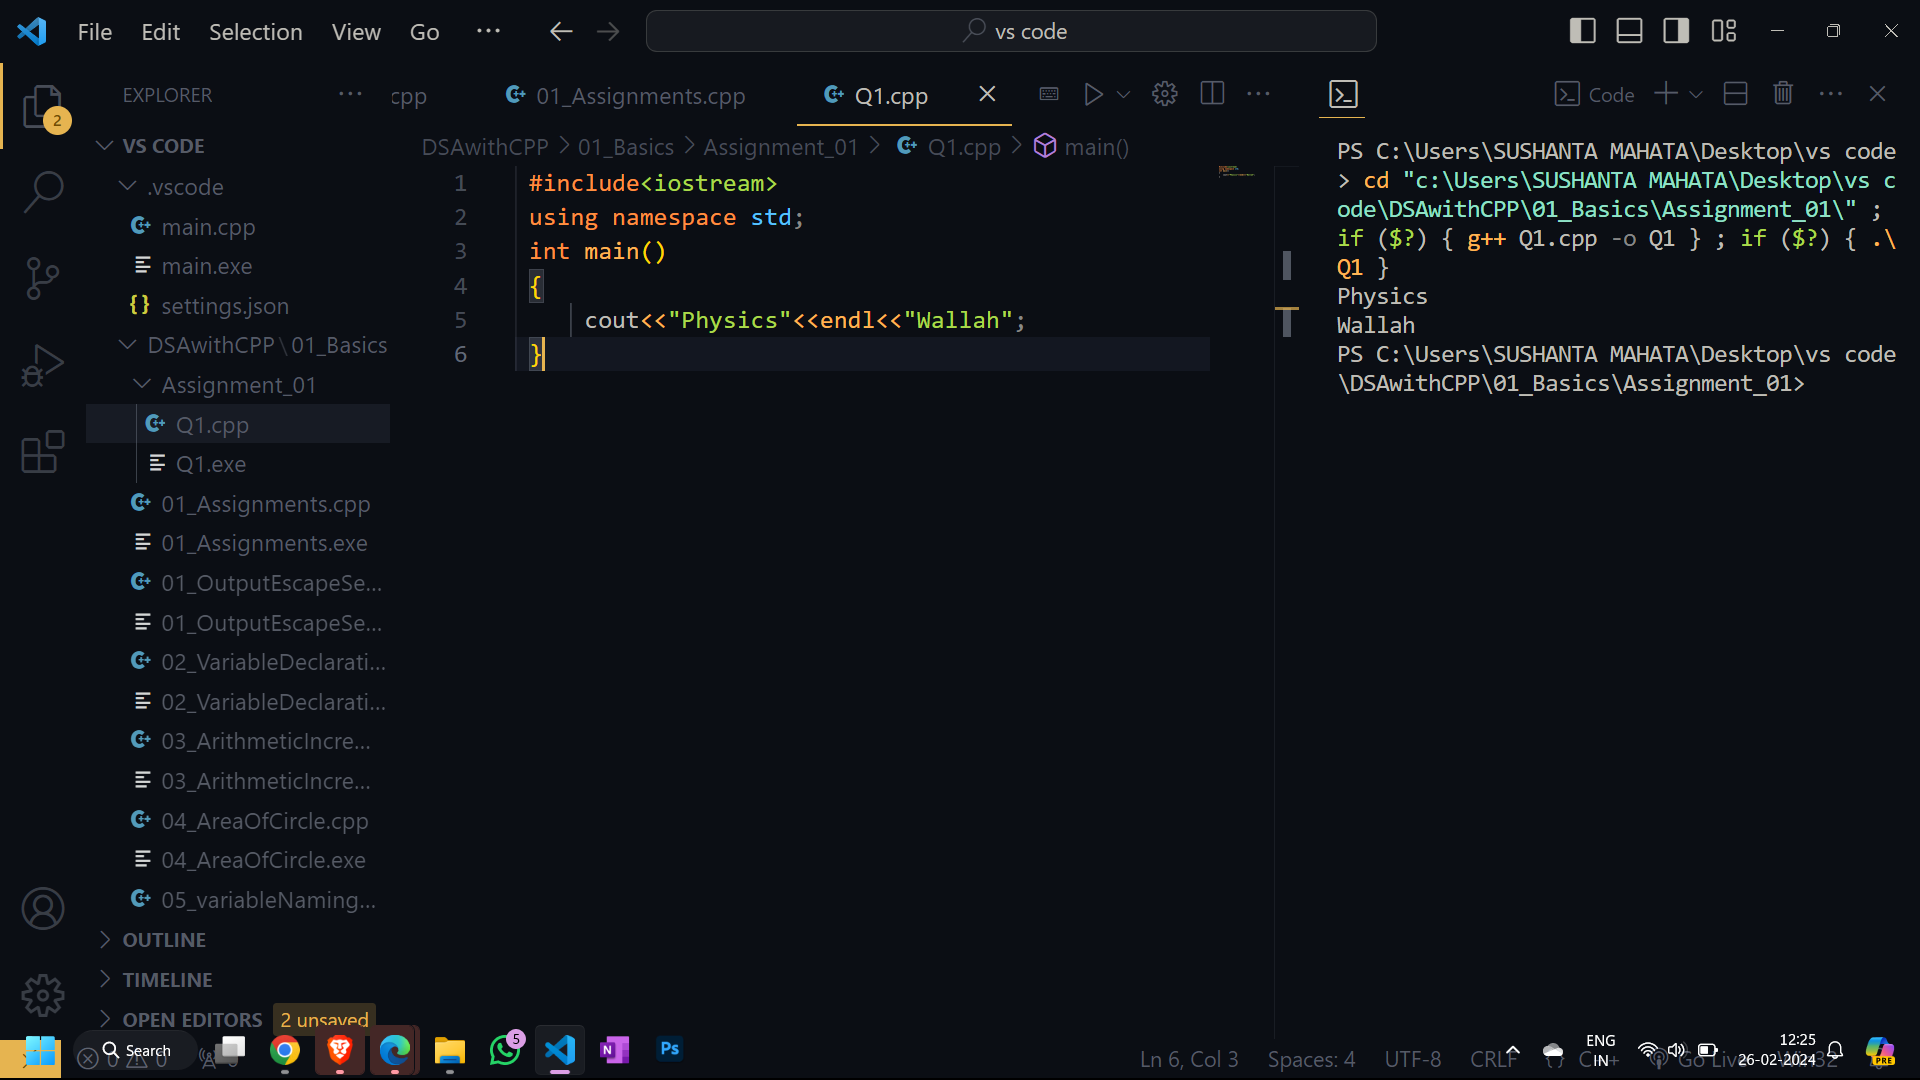 File Edit Selection View Go ··· vs code
EXPLORER ··· cpp 01_Assignments.cpp Q1.cpp ··· Code ···
2
VS CODE
DSAwithCPP > 01_Basics > Assignment_01 > Q1.cpp > main()
.vscode
main.cpp
main.exe
settings.json
DSAwithCPP\01_Basics
Assignment_01
Q1.cpp
Q1.exe
01_Assignments.cpp
01_Assignments.exe
01_OutputEscapeSe...
01_OutputEscapeSe...
02_VariableDeclarati...
02_VariableDeclarati...
03_ArithmeticIncre...
03_ArithmeticIncre...
04_AreaOfCircle.cpp
04_AreaOfCircle.exe
05_variableNaming...
OUTLINE
TIMELINE
OPEN EDITORS 2 unsaved
1 #include<iostream>
2 using namespace std;
3 int main()
4 {
5 cout<<"Physics"<<endl<<"Wallah";
6 }
PS C:\Users\SUSHANTA MAHATA\Desktop\vs code
> cd "c:\Users\SUSHANTA MAHATA\Desktop\vs c
ode\DSAwithCPP\01_Basics\Assignment_01\" ;
if ($?) { g++ Q1.cpp -o Q1 } ; if ($?) { .\
Q1 }
Physics
Wallah
PS C:\Users\SUSHANTA MAHATA\Desktop\vs code
\DSAwithCPP\01_Basics\Assignment_01>
0 0 Search 5 Ps Ln 6, Col 3 Spaces: 4 UTF-8 CRLF {} Go Live Win32
ENG
IN
12:25
26-02-2024
PRE